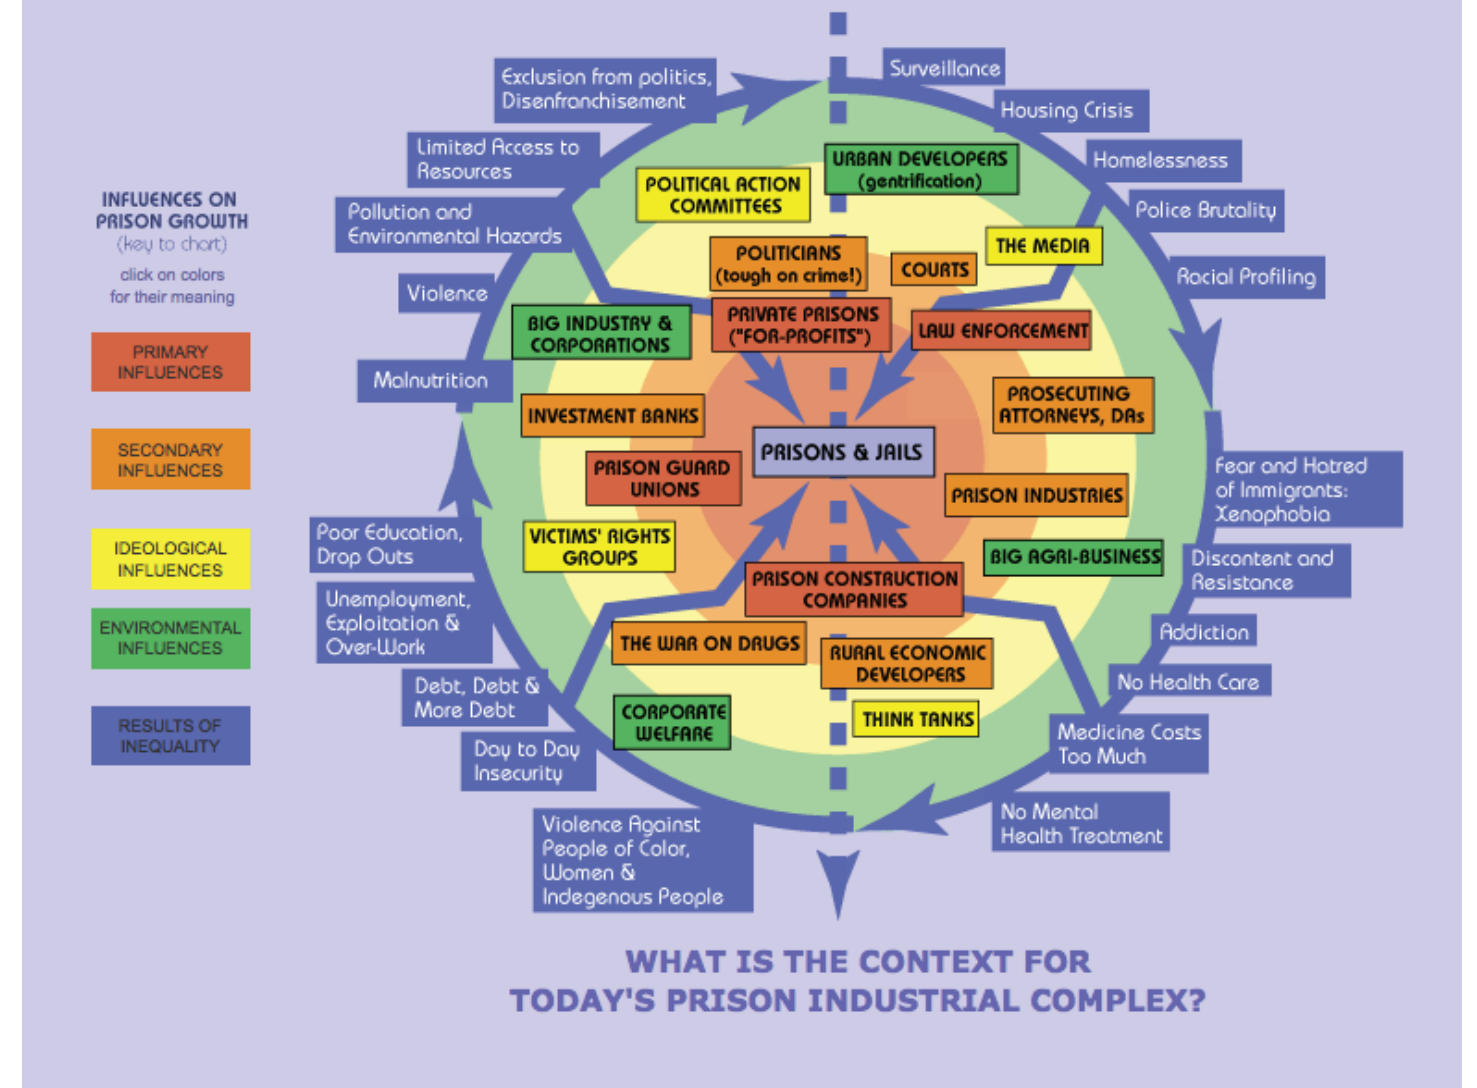 INFLUENCES ON
PRISON GROWTH
(key to chart)
click on colors
for their meaning
PRIMARY
INFLUENCES
SECONDARY
INFLUENCES
IDEOLOGICAL
INFLUENCES
ENVIRONMENTAL
INFLUENCES
RESULTS OF
INEQUALITY
Exclusion from politics,
Disenfranchisement
Limited Access to
Resources
Pollution and
Environmental Hazards
Violence
Malnutrition
Poor Education,
Drop Outs
Unemployment,
Exploitation &
Over-Work
Debt, Debt &
More Debt
Day to Day
Insecurity
Violence Against
People of Color,
Women &
Indegenous People
Surveillance
Housing Crisis
Homelessness
Police Brutality
Racial Profiling
Fear and Hatred
of Immigrants:
Xenophobia
Discontent and
Resistance
Addiction
No Health Care
Medicine Costs
Too Much
No Mental
Health Treatment
URBAN DEVELOPERS
(gentrification)
POLITICAL ACTION
COMMITTEES
THE MEDIA
POLITICIANS
(tough on crime!)
COURTS
PRIVATE PRISONS
("FOR-PROFITS")
LAW ENFORCEMENT
BIG INDUSTRY &
CORPORATIONS
PROSECUTING
ATTORNEYS, DAs
INVESTMENT BANKS
PRISONS & JAILS
PRISON GUARD
UNIONS
PRISON INDUSTRIES
VICTIMS' RIGHTS
GROUPS
BIG AGRI-BUSINESS
PRISON CONSTRUCTION
COMPANIES
THE WAR ON DRUGS
RURAL ECONOMIC
DEVELOPERS
CORPORATE
WELFARE
THINK TANKS
WHAT IS THE CONTEXT FOR
TODAY'S PRISON INDUSTRIAL COMPLEX?